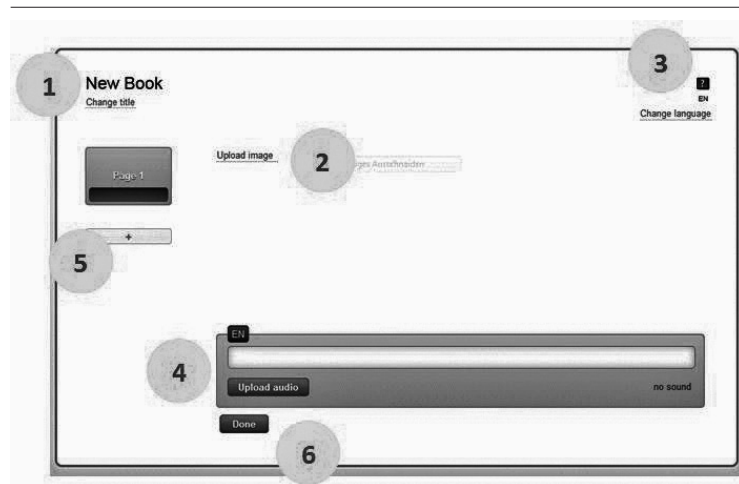 1
New Book
Change title
3
?
EN
Change language
Page 1
Upload image
2
Ausschneiden
+
5
EN
4
Upload audio
no sound
Done
6